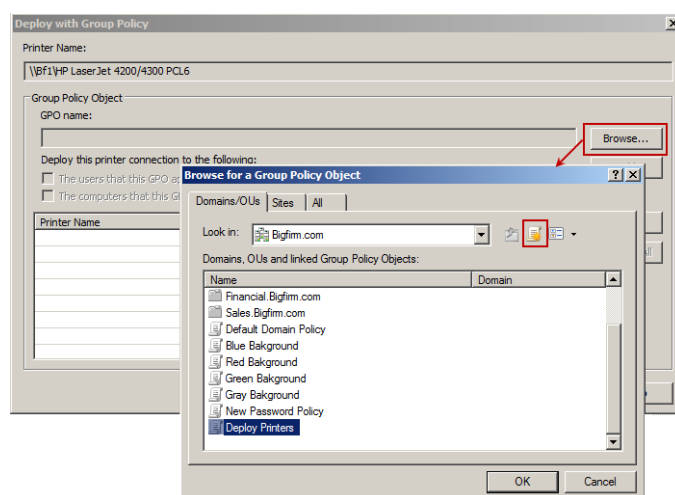 Deploy with Group Policy
Printer Name:
\\Bf1\HP LaserJet 4200/4300 PCL6
Group Policy Object
GPO name:
Browse...
Deploy this printer connection to the following:
The users that this GPO
The computers that this
Printer Name
Browse for a Group Policy Object
Domains/OUs Sites All
Look in: Bigfirm.com
Domains, OUs and linked Group Policy Objects:
Name Domain
Financial.Bigfirm.com
Sales.Bigfirm.com
Default Domain Policy
Blue Bakground
Red Bakground
Green Bakground
Gray Bakground
New Password Policy
Deploy Printers
OK Cancel